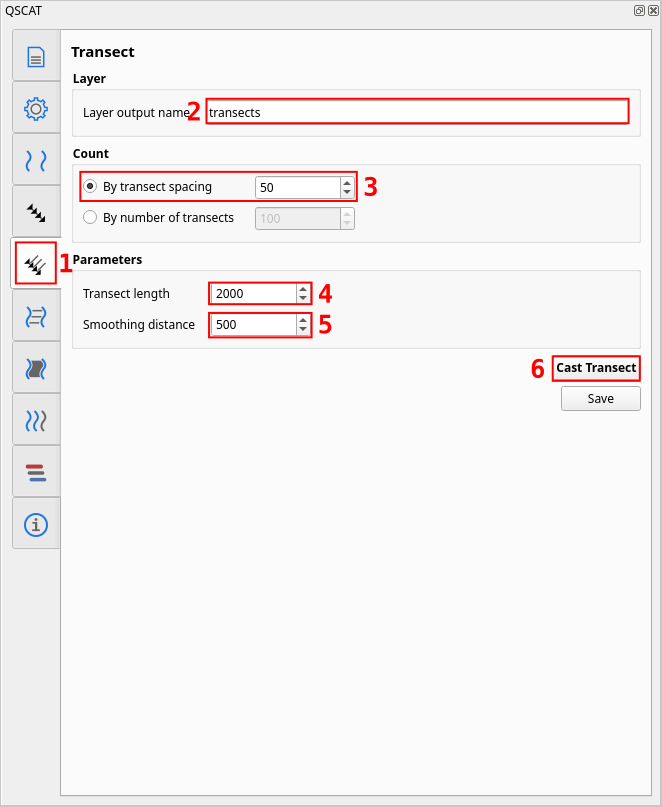 QSCAT
Transect
Layer
Layer output name 2 transects
Count
By transect spacing 50 3
By number of transects 100
1
Parameters
Transect length 2000 4
Smoothing distance 500 5
6 Cast Transect
Save